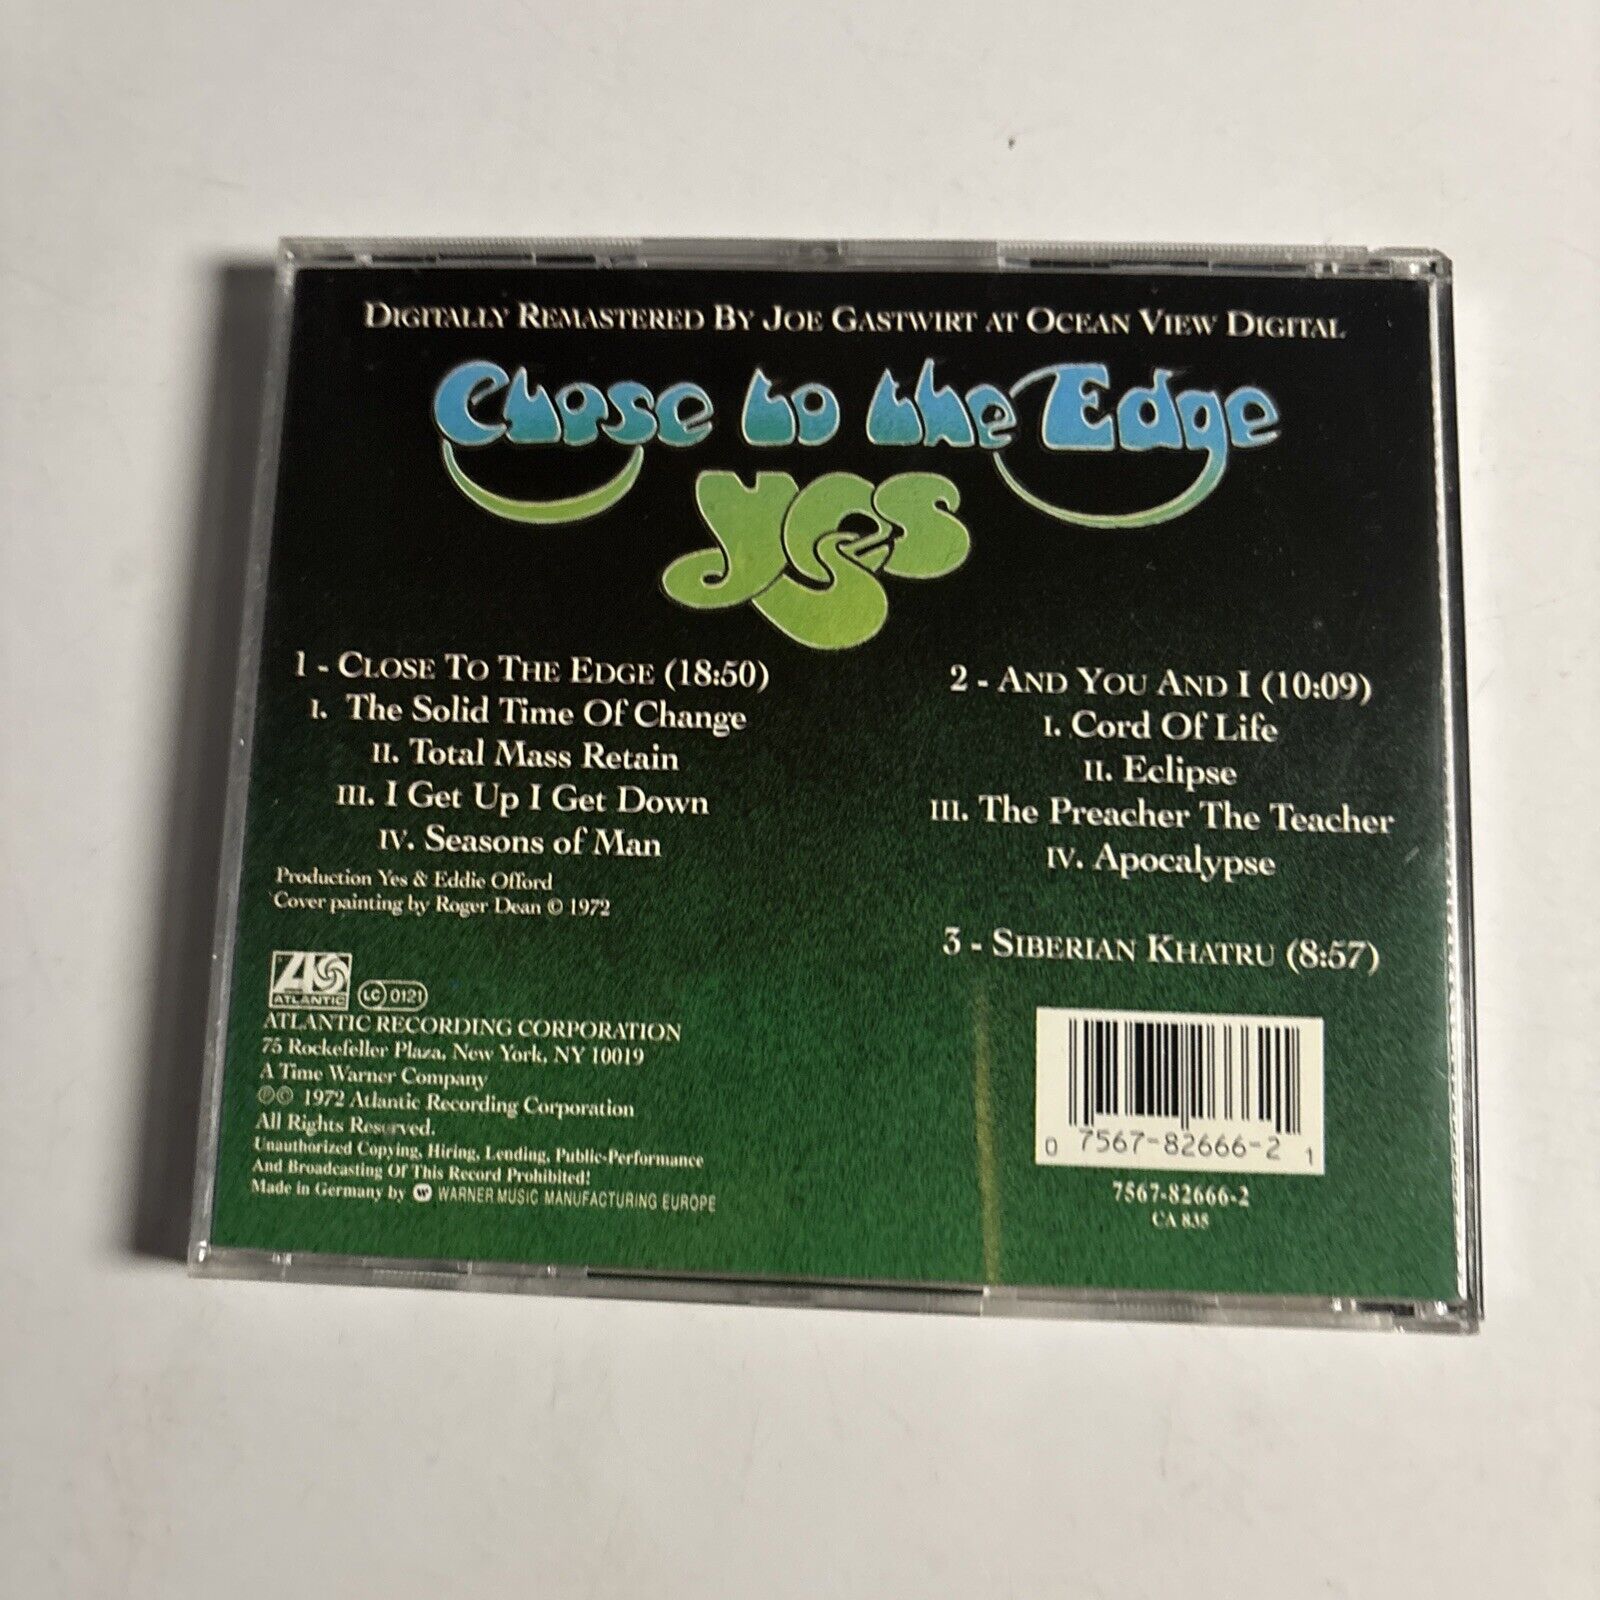 DIGITALLY REMASTERED BY JOE GASTWIRT AT OCEAN VIEW DIGITAL
Close to the Edge
yes
1 - CLOSE TO THE EDGE (18:50)
I. The Solid Time Of Change
II. Total Mass Retain
III. I Get Up I Get Down
IV. Seasons of Man
Production Yes & Eddie Offord
Cover painting by Roger Dean © 1972
2 - AND YOU AND I (10:09)
I. Cord Of Life
II. Eclipse
III. The Preacher The Teacher
IV. Apocalypse
3 - SIBERIAN KHATRU (8:57)
ATLANTIC
LC 0121
ATLANTIC RECORDING CORPORATION
75 Rockefeller Plaza, New York, NY 10019
A Time Warner Company
℗© 1972 Atlantic Recording Corporation
All Rights Reserved.
Unauthorized Copying, Hiring, Lending, Public-Performance
And Broadcasting Of This Record Prohibited!
Made in Germany by WARNER MUSIC MANUFACTURING EUROPE
0 7567-82666-2 1
7567-82666-2
CA 835